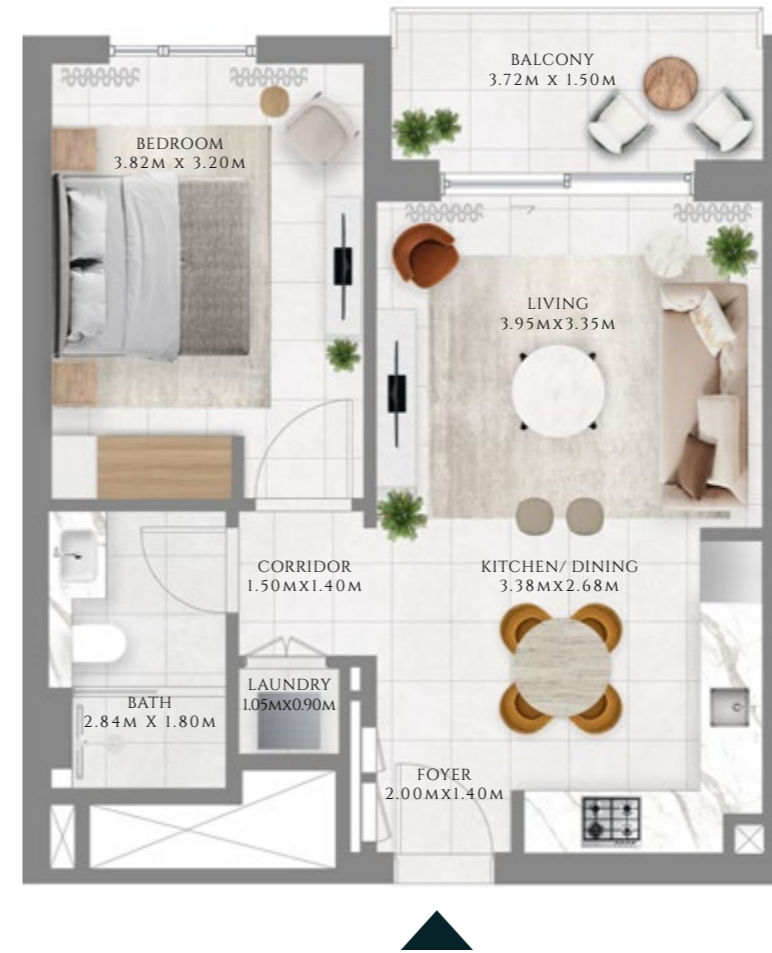 BALCONY
3.72M X 1.50M
BEDROOM
3.82M X 3.20M
LIVING
3.95MX3.35M
CORRIDOR
1.50MX1.40M
KITCHEN/ DINING
3.38MX2.68M
LAUNDRY
1.05MX0.90M
BATH
2.84M X 1.80M
FOYER
2.00MX1.40M